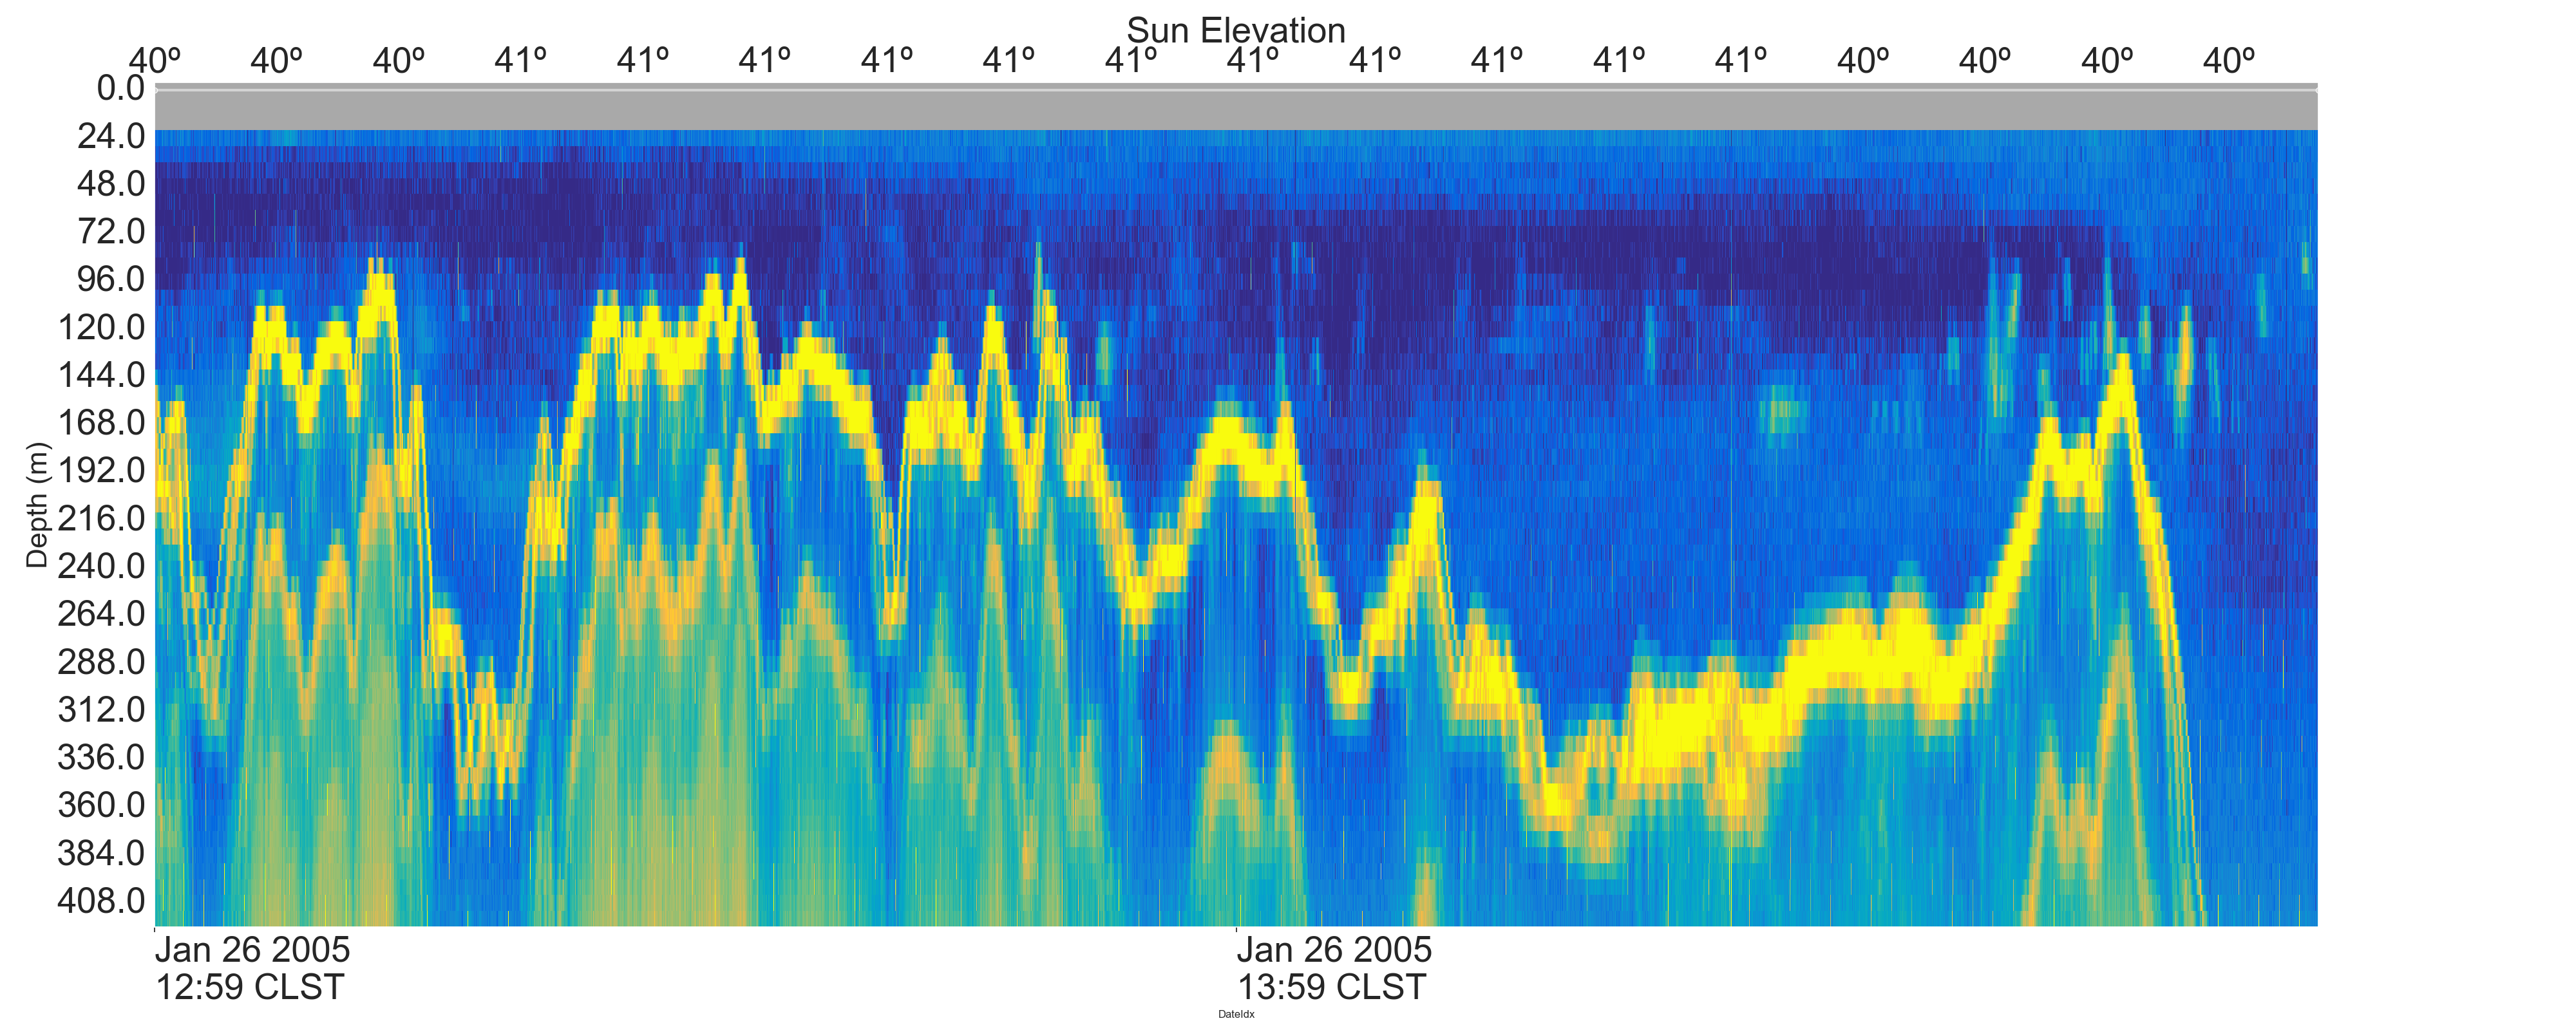 Sun Elevation
40º 40º 40º 41º 41º 41º 41º 41º 41º 41º 41º 41º 41º 41º 40º 40º 40º 40º
0.0
24.0
48.0
72.0
96.0
120.0
144.0
168.0
192.0
216.0
240.0
264.0
288.0
312.0
336.0
360.0
384.0
408.0
Depth (m)
Jan 26 2005
12:59 CLST
Jan 26 2005
13:59 CLST
DateIdx